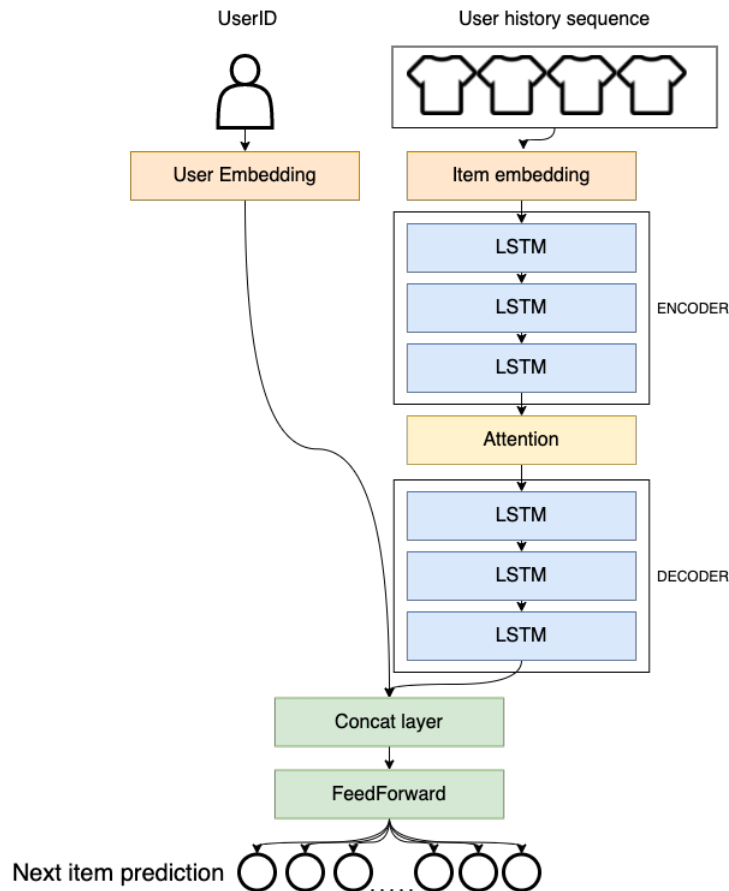 UserID
User history sequence
User Embedding
Item embedding
LSTM
LSTM
LSTM
ENCODER
Attention
LSTM
LSTM
LSTM
DECODER
Concat layer
FeedForward
Next item prediction
.....